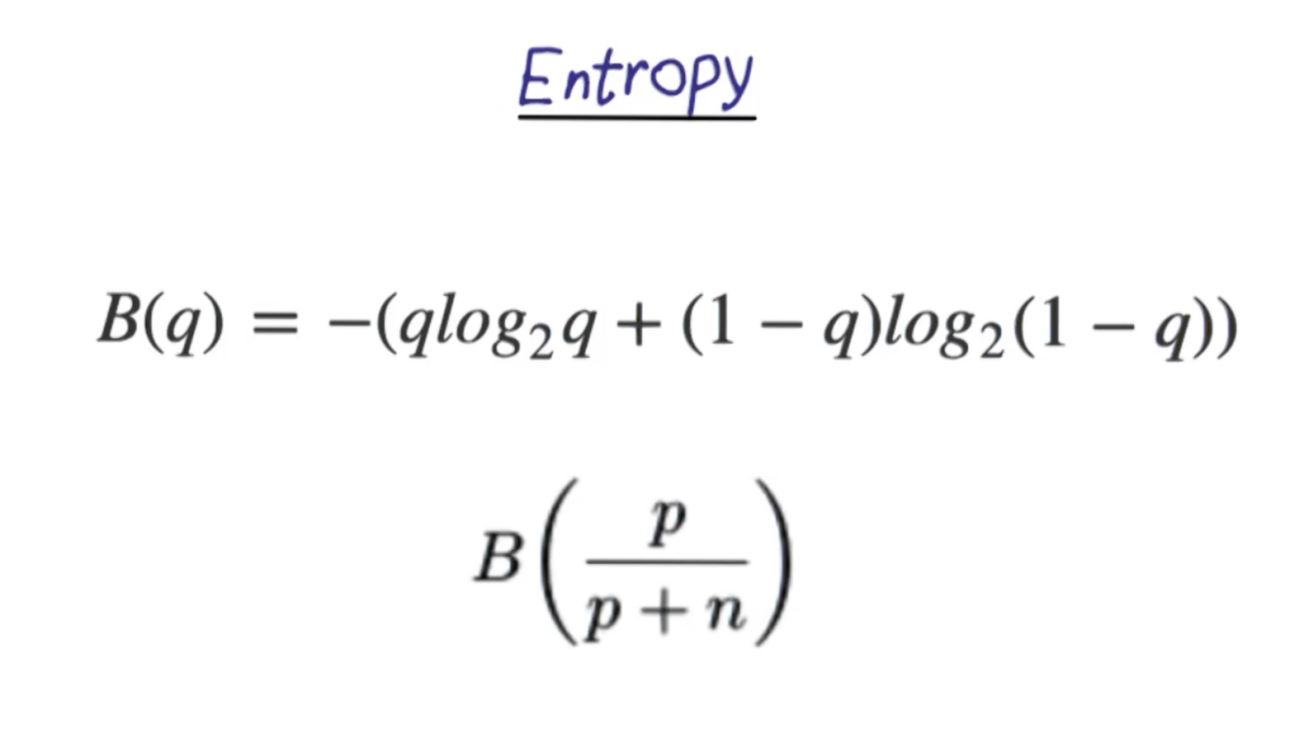 Entropy
B(q) = −(qlog₂q + (1 − q)log₂(1 − q))
B(p / (p + n))